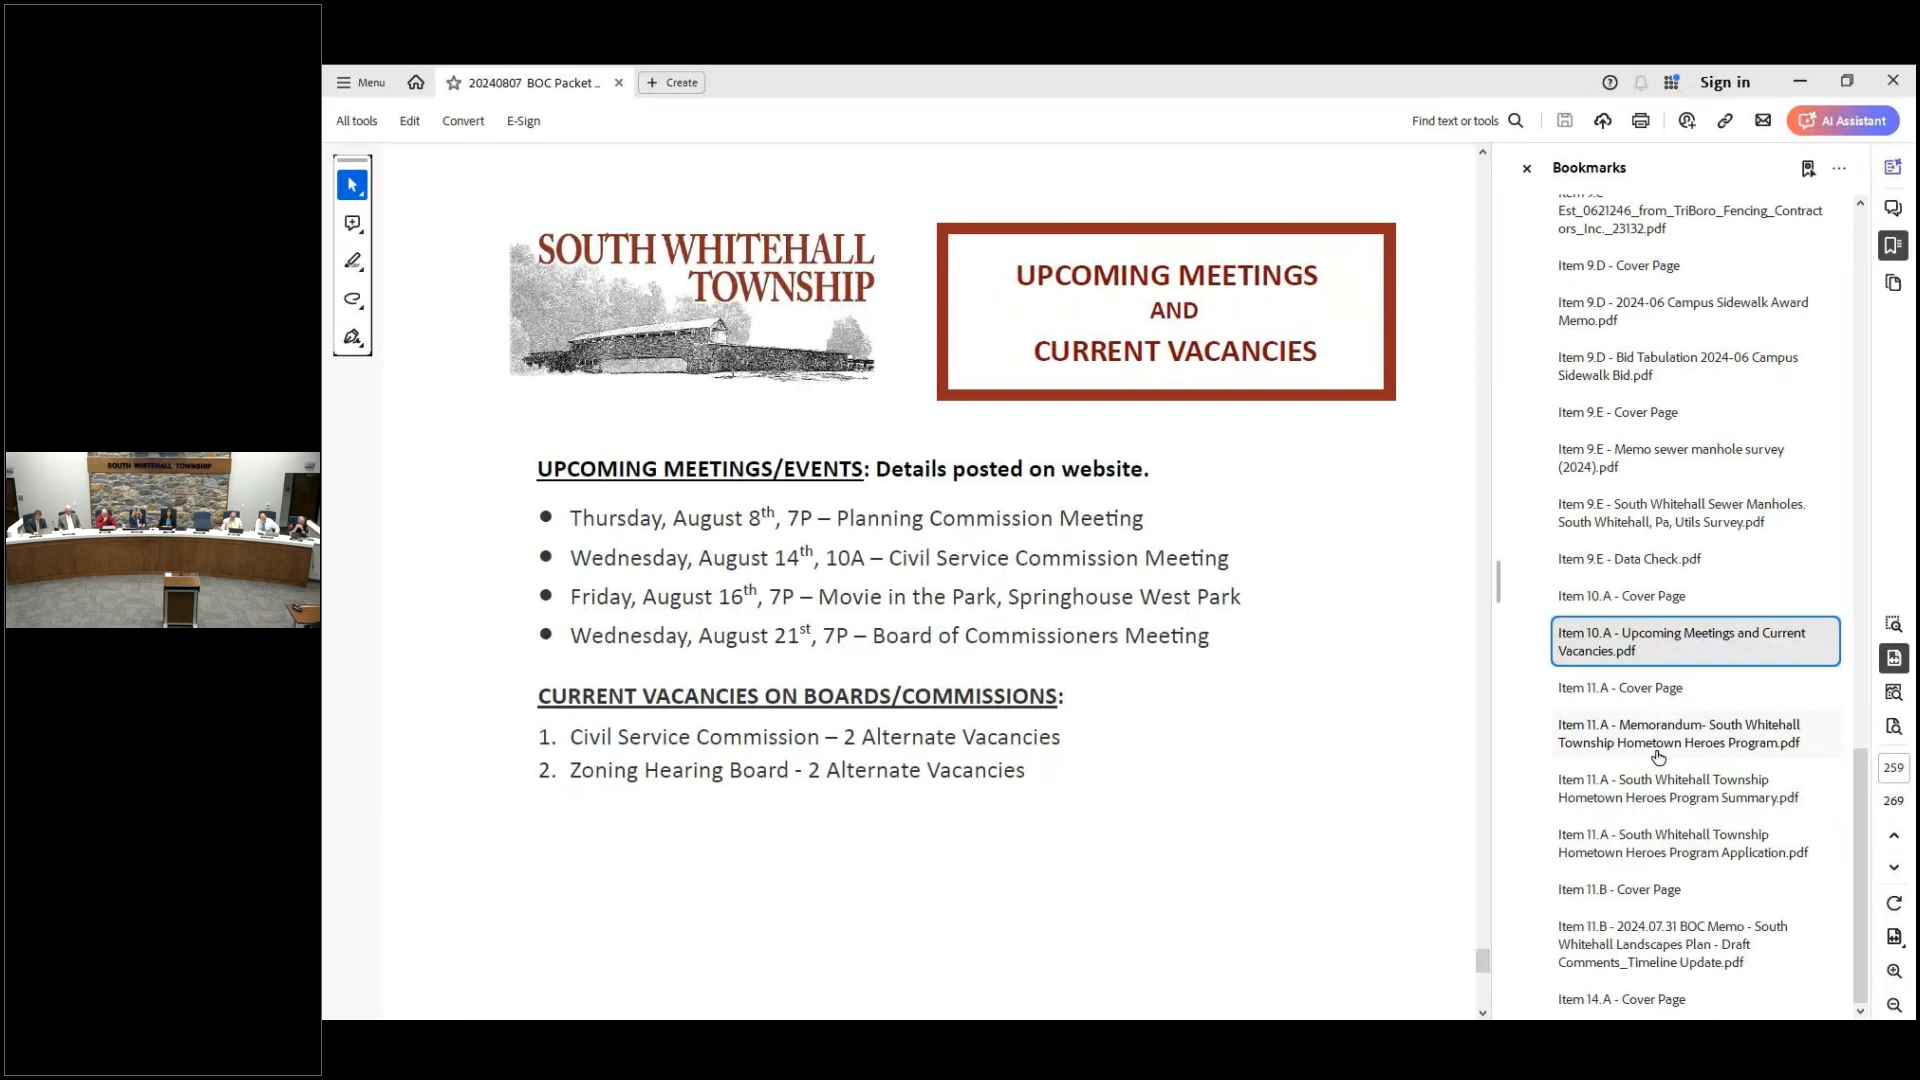 SOUTH WHITEHALL TOWNSHIP
Menu
20240807 BOC Packet ...
Create
Sign in
All tools
Edit
Convert
E-Sign
Find text or tools
AI Assistant
SOUTH WHITEHALL
TOWNSHIP
UPCOMING MEETINGS
AND
CURRENT VACANCIES
UPCOMING MEETINGS/EVENTS: Details posted on website.
• Thursday, August 8th, 7P – Planning Commission Meeting
• Wednesday, August 14th, 10A – Civil Service Commission Meeting
• Friday, August 16th, 7P – Movie in the Park, Springhouse West Park
• Wednesday, August 21st, 7P – Board of Commissioners Meeting
CURRENT VACANCIES ON BOARDS/COMMISSIONS:
1. Civil Service Commission – 2 Alternate Vacancies
2. Zoning Hearing Board - 2 Alternate Vacancies
Bookmarks
Item 9.C
Est_0621246_from_TriBoro_Fencing_Contract
ors_Inc._23132.pdf
Item 9.D - Cover Page
Item 9.D - 2024-06 Campus Sidewalk Award
Memo.pdf
Item 9.D - Bid Tabulation 2024-06 Campus
Sidewalk Bid.pdf
Item 9.E - Cover Page
Item 9.E - Memo sewer manhole survey
(2024).pdf
Item 9.E - South Whitehall Sewer Manholes.
South Whitehall, Pa, Utils Survey.pdf
Item 9.E - Data Check.pdf
Item 10.A - Cover Page
Item 10.A - Upcoming Meetings and Current
Vacancies.pdf
Item 11.A - Cover Page
Item 11.A - Memorandum- South Whitehall
Township Hometown Heroes Program.pdf
Item 11.A - South Whitehall Township
Hometown Heroes Program Summary.pdf
Item 11.A - South Whitehall Township
Hometown Heroes Program Application.pdf
Item 11.B - Cover Page
Item 11.B - 2024.07.31 BOC Memo - South
Whitehall Landscapes Plan - Draft
Comments_Timeline Update.pdf
Item 14.A - Cover Page
259
269